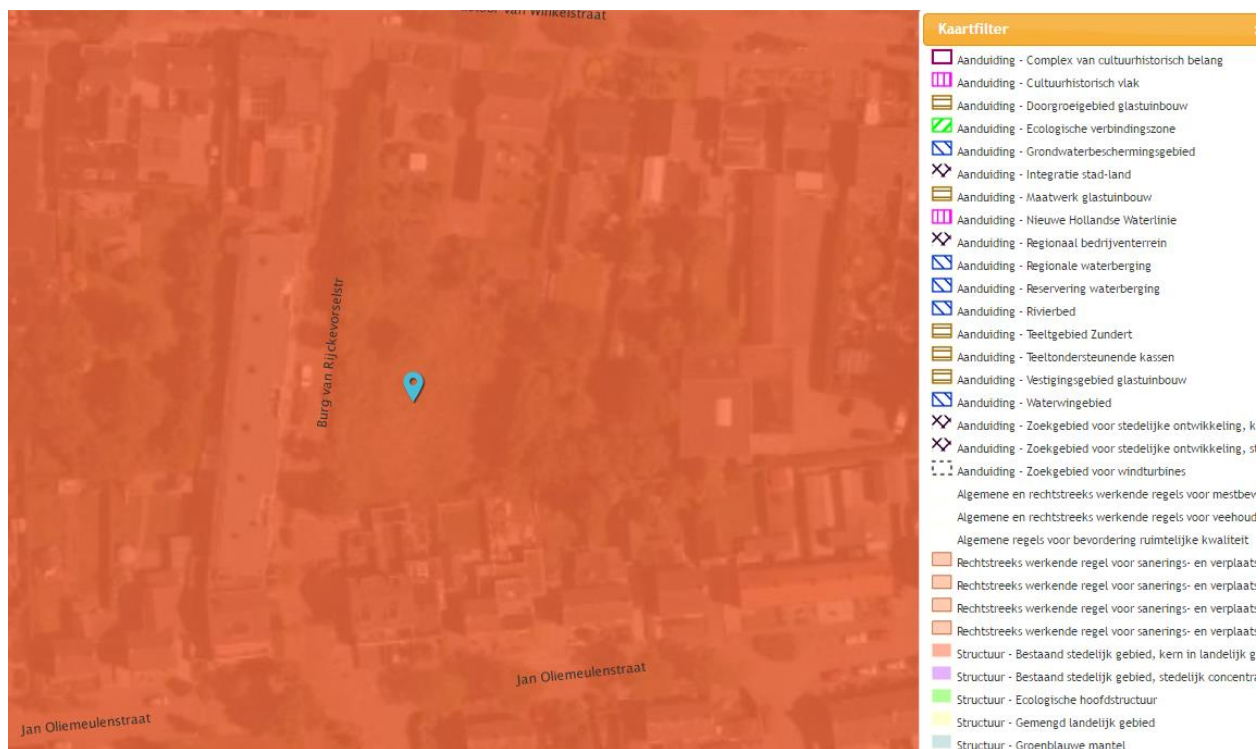 van Winkelstraat
Burg van Rijckevorselstr
Jan Oliemeulenstraat
Jan Oliemeulenstraat
Kaartfilter
Aanduiding - Complex van cultuurhistorisch belang
Aanduiding - Cultuurhistorisch vlak
Aanduiding - Doorgroeigebied glastuinbouw
Aanduiding - Ecologische verbindingszone
Aanduiding - Grondwaterbeschermingsgebied
Aanduiding - Integratie stad-land
Aanduiding - Maatwerk glastuinbouw
Aanduiding - Nieuwe Hollandse Waterlinie
Aanduiding - Regionaal bedrijventerrein
Aanduiding - Regionale waterberging
Aanduiding - Reservering waterberging
Aanduiding - Rivierbed
Aanduiding - Teeltgebied Zundert
Aanduiding - Teeltondersteunende kassen
Aanduiding - Vestigingsgebied glastuinbouw
Aanduiding - Waterwingebied
Aanduiding - Zoekgebied voor stedelijke ontwikkeling, k
Aanduiding - Zoekgebied voor stedelijke ontwikkeling, st
Aanduiding - Zoekgebied voor windturbines
Algemene en rechtstreeks werkende regels voor mestbew
Algemene en rechtstreeks werkende regels voor veehoud
Algemene regels voor bevordering ruimtelijke kwaliteit
Rechtstreeks werkende regel voor sanerings- en verplaats
Rechtstreeks werkende regel voor sanerings- en verplaats
Rechtstreeks werkende regel voor sanerings- en verplaats
Rechtstreeks werkende regel voor sanerings- en verplaats
Structuur - Bestaand stedelijk gebied, kern in landelijk g
Structuur - Bestaand stedelijk gebied, stedelijk concentra
Structuur - Ecologische hoofdstructuur
Structuur - Gemengd landelijk gebied
Structuur - Groenblauwe mantel